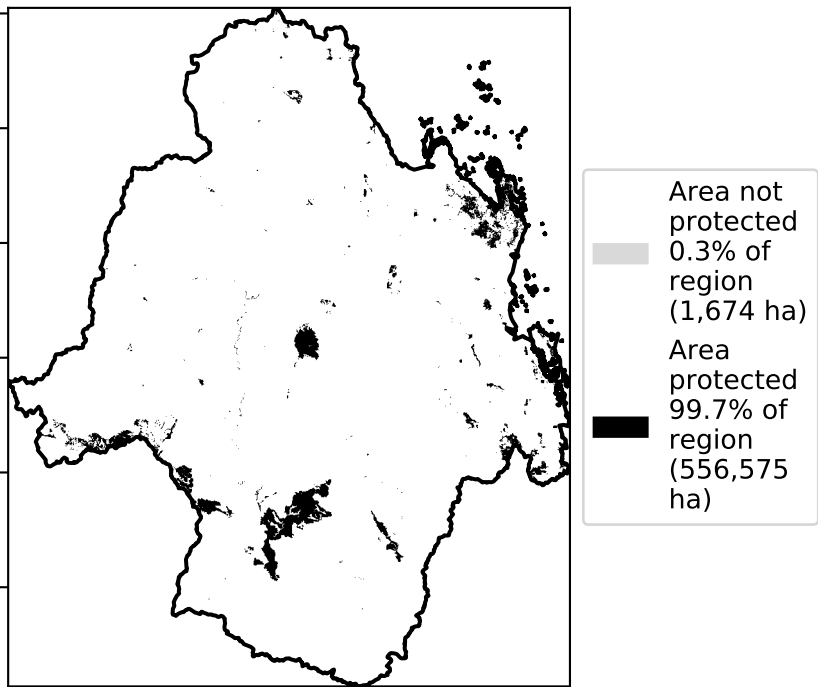 Area not
protected
0.3% of
region
(1,674 ha)
Area
protected
99.7% of
region
(556,575
ha)